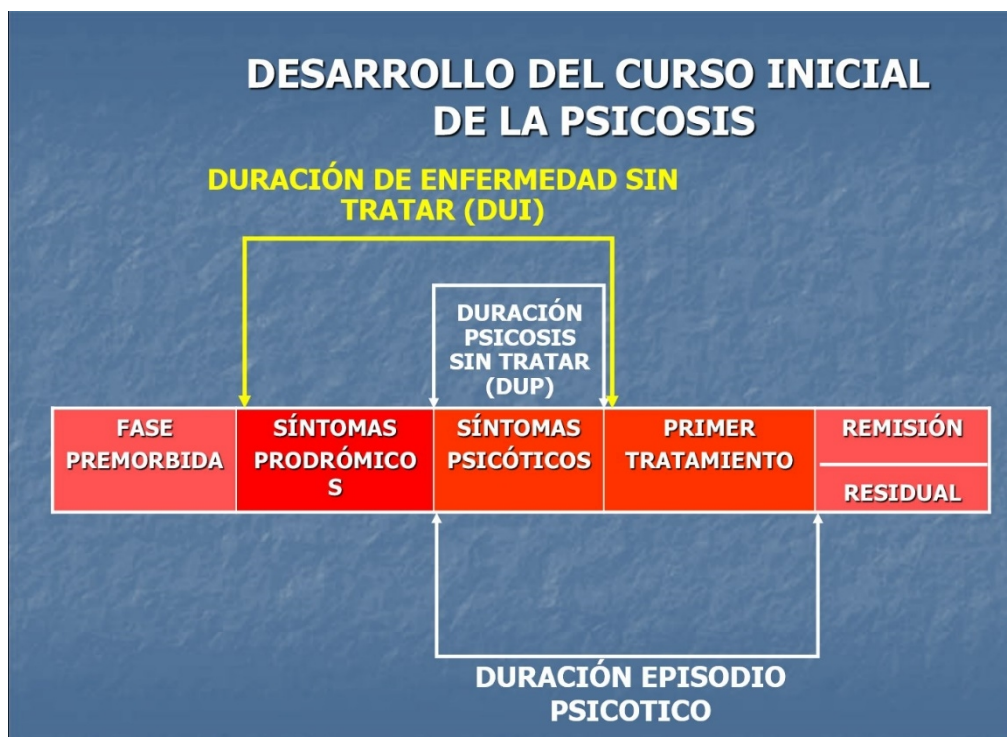 DESARROLLO DEL CURSO INICIAL
DE LA PSICOSIS
DURACIÓN DE ENFERMEDAD SIN
TRATAR (DUI)
DURACIÓN
PSICOSIS
SIN TRATAR
(DUP)
FASE
PREMORBIDA
SÍNTOMAS
PRODRÓMICO
S
SÍNTOMAS
PSICÓTICOS
PRIMER
TRATAMIENTO
REMISIÓN
RESIDUAL
DURACIÓN EPISODIO
PSICOTICO